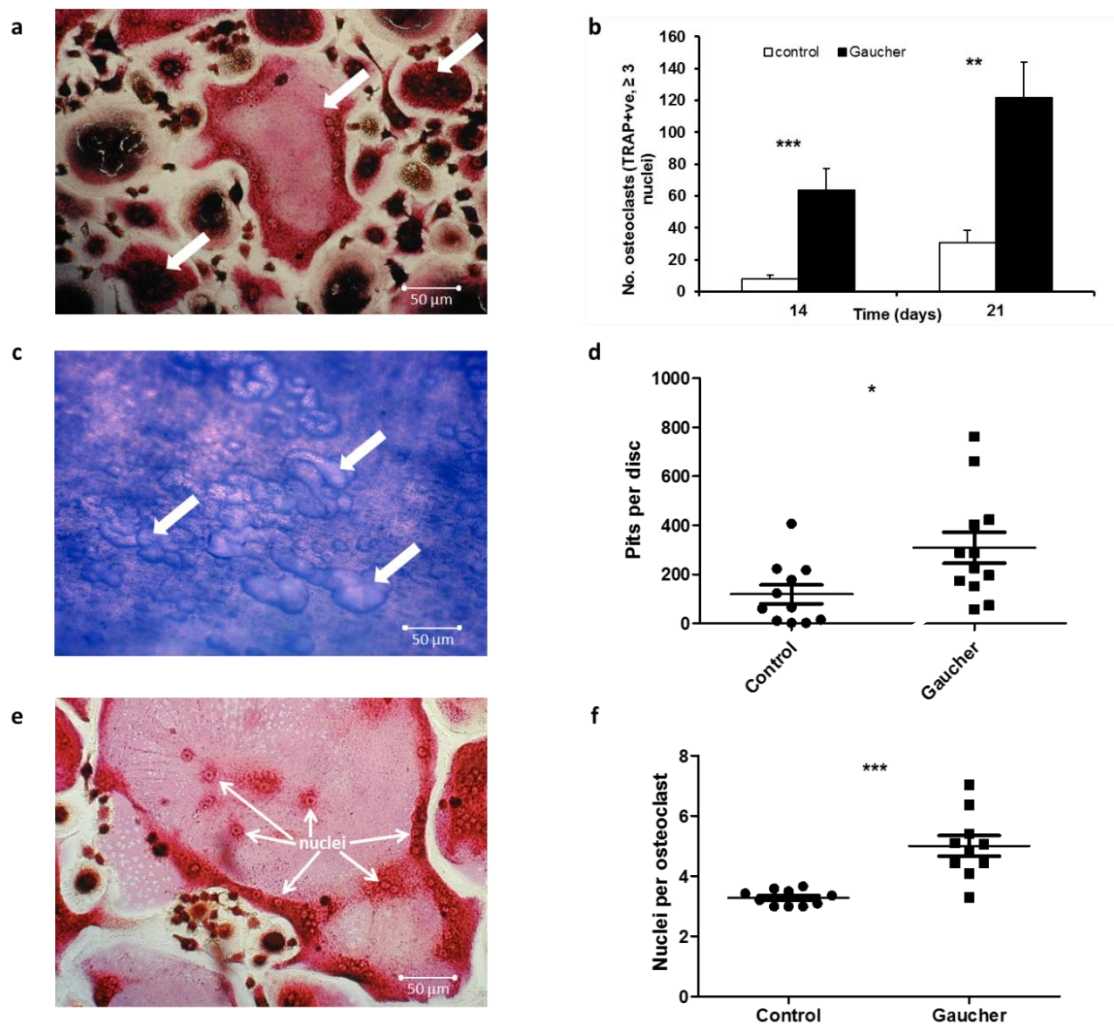 a
50 µm
b
control
Gaucher
No. osteoclasts (TRAP+ve, ≥ 3
nuclei)
160
140
120
100
80
60
40
20
0
***
**
14
Time (days)
21
c
50 µm
d
Pits per disc
1000
800
600
400
200
0
*
Control
Gaucher
e
nuclei
50 µm
f
Nuclei per osteoclast
8
6
4
2
0
***
Control
Gaucher